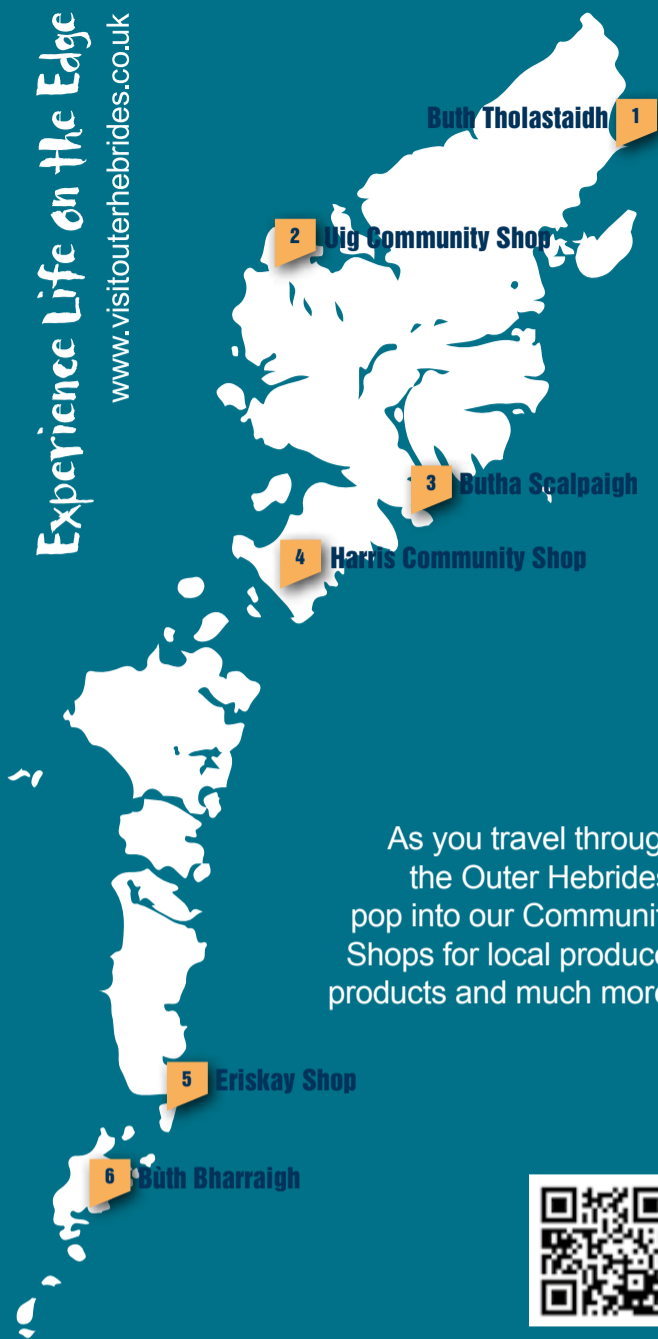 Experience Life on the Edge
www.visitouterhebrides.co.uk
Buth Tholastaidh 1
2 Uig Community Shop
3 Butha Scalpaigh
4 Harris Community Shop
As you travel throug
the Outer Hebrides
pop into our Communit
Shops for local produce
products and much more
5 Eriskay Shop
6 Bùth Bharraigh